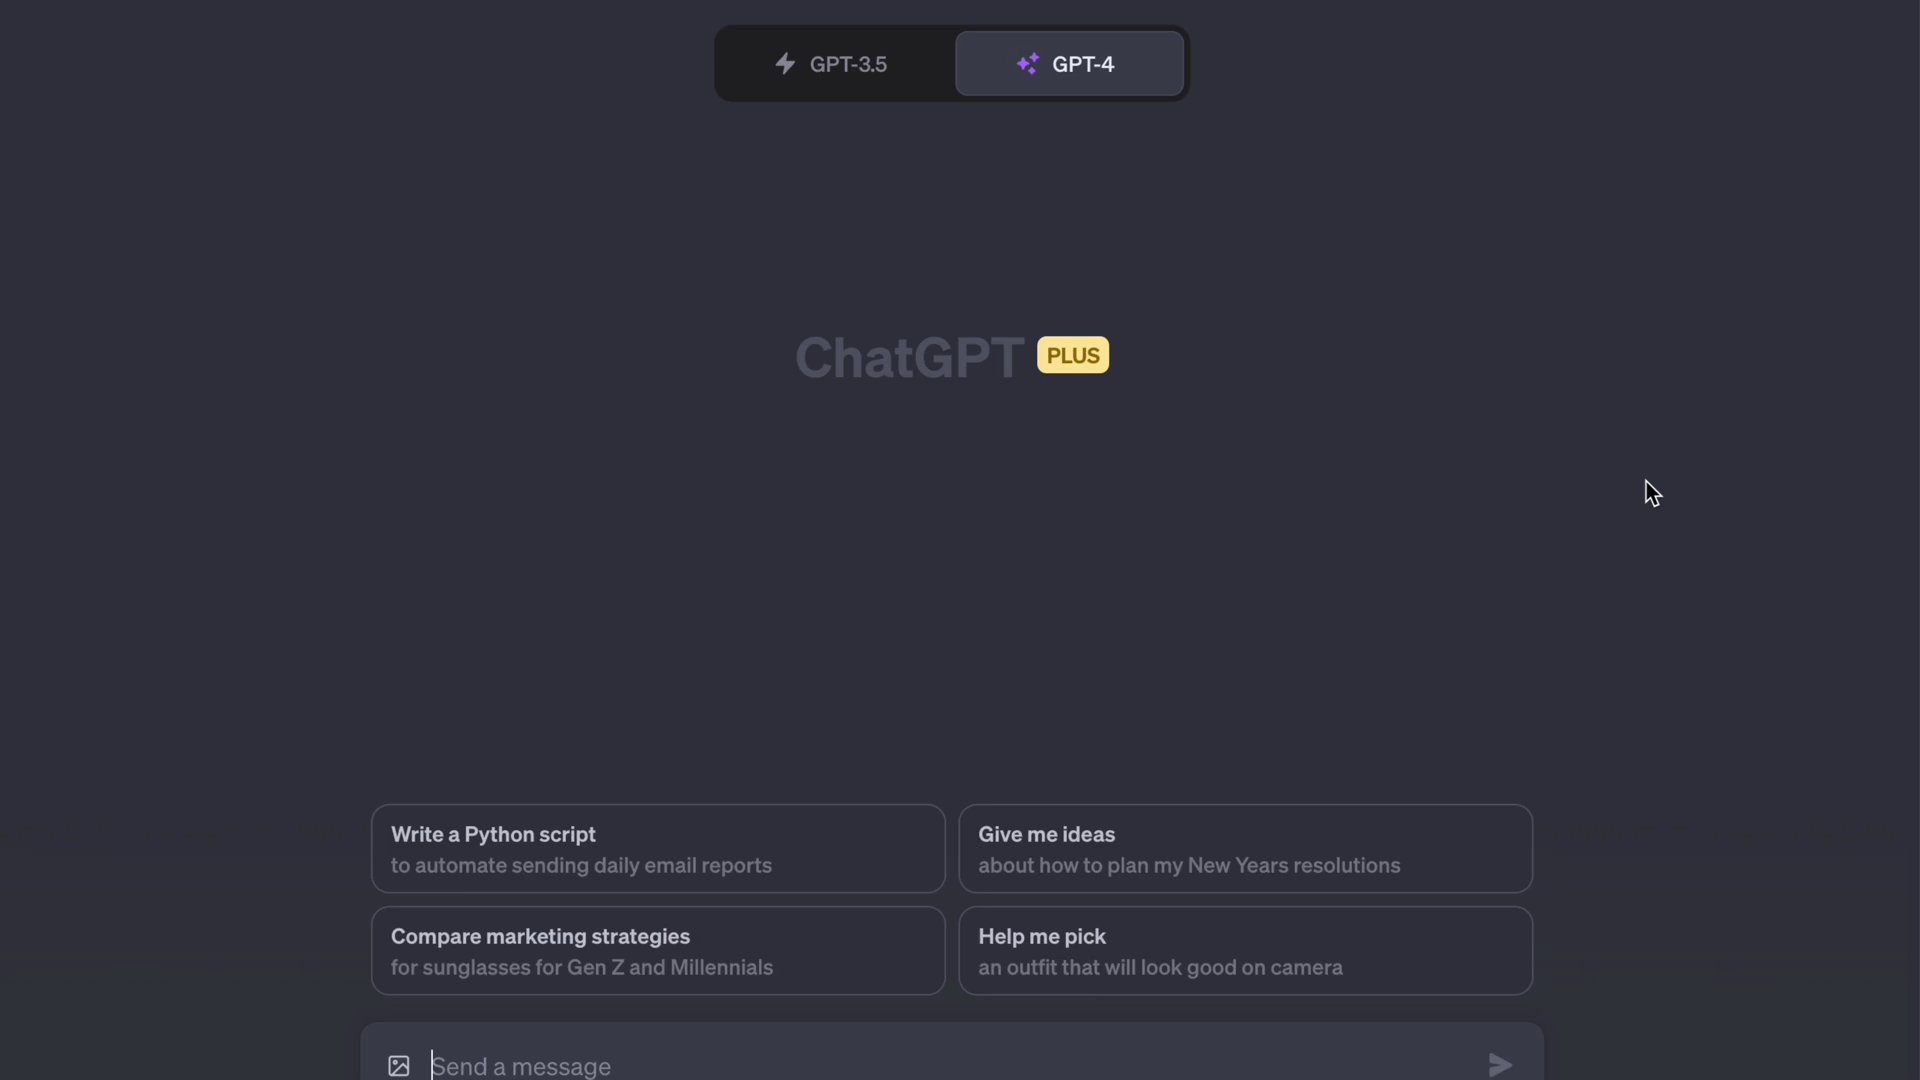 GPT-3.5
GPT-4
ChatGPT PLUS
Write a Python script
to automate sending daily email reports
Give me ideas
about how to plan my New Years resolutions
Compare marketing strategies
for sunglasses for Gen Z and Millennials
Help me pick
an outfit that will look good on camera
Send a message